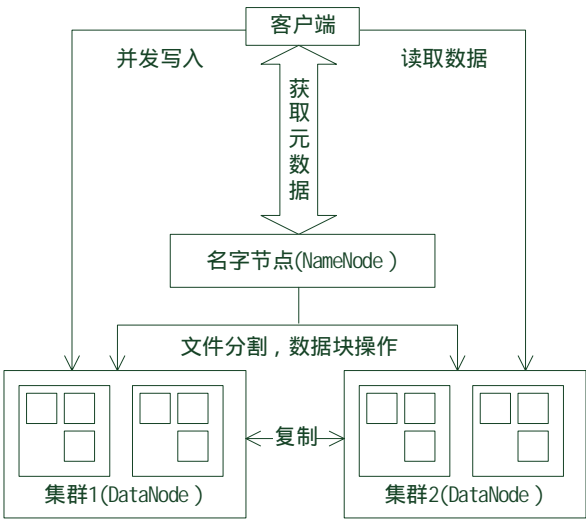 客户端
并发写入
读取数据
获取元数据
名字节点(NameNode）
文件分割，数据块操作
复制
集群1(DataNode）
集群2(DataNode）